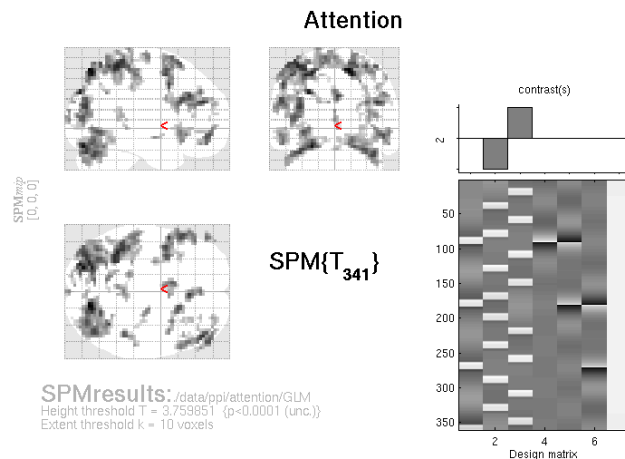 Attention
contrast(s)
2
<
<
SPMmip
[0, 0, 0]
<
SPM{T341}
50
100
150
200
250
300
350
2 4 6
Design matrix
SPMresults: ./data/ppi/attention/GLM
Height threshold T = 3.759851 {p<0.0001 (unc.)}
Extent threshold k = 10 voxels